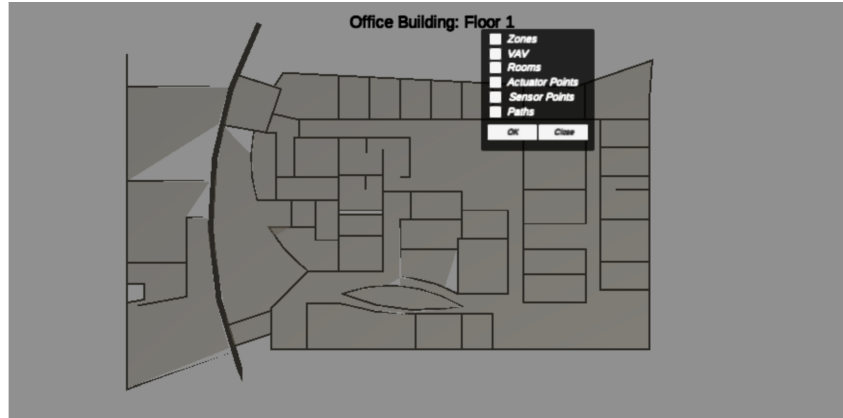 Office Building: Floor 1
Zones
VAV
Rooms
Actuator Points
Sensor Points
Paths
OK Close